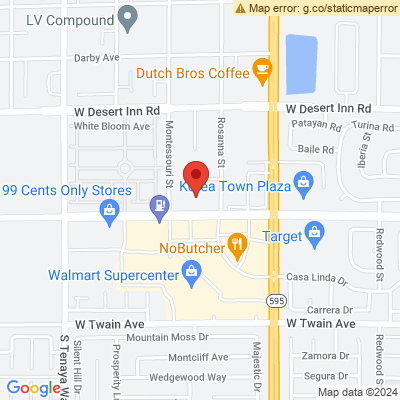 Map error: g.co/staticmaperror
LV Compound
Darby Ave
Dutch Bros Coffee
W Desert Inn Rd
W Desert Inn Rd
White Bloom Ave
Patayan Rd
Turina Rd
Montessouri St
Rosanna St
Baile Rd
Iberia St
Korea Town Plaza
99 Cents Only Stores
NoButcher
Target
Redwood St
Walmart Supercenter
Casa Linda Dr
595
Carrera Dr
W Twain Ave
W Twain Ave
S Tenaya Wa
Silent Hill Dr
Prosperity L
Mountain Moss Dr
Montcliff Ave
Wedgewood Way
Majestic Dr
Zamora Dr
Segura Dr
Redwood S
Google
Map data ©2024